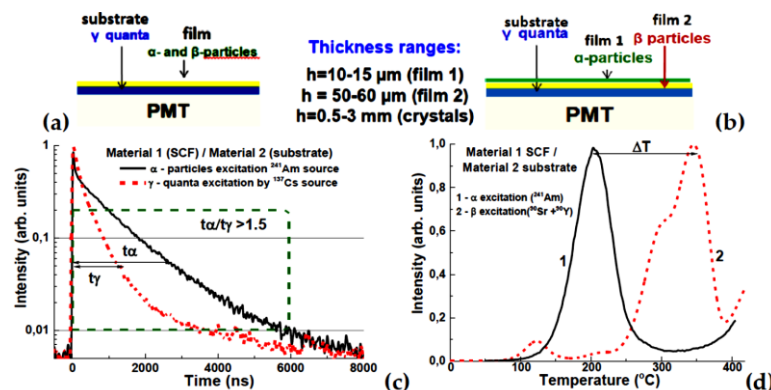 substrate
γ quanta
film
α- and β-particles
PMT
(a)
Thickness ranges:
h=10-15 µm (film 1)
h = 50-60 µm (film 2)
h=0.5-3 mm (crystals)
substrate
γ quanta
film 1
α-particles
film 2
β particles
PMT
(b)
Material 1 (SCF) / Material 2 (substrate)
α - particles excitation ²⁴¹Am source
γ - quanta excitation by ¹³⁷Cs source
tα/tγ >1.5
tα
tγ
1
0,1
0,01
Intensity (arb. units)
0 2000 4000 6000 8000
Time (ns)
(c)
Material 1 SCF /
Material 2 substrate
1 - α excitation (²⁴¹Am)
2 - β excitation(⁹⁰Sr +⁹⁰Y)
ΔT
1
2
1,0
0,8
0,6
0,4
0,2
0,0
Intensity (arb. units)
0 100 200 300 400
Temperature (°C)
(d)